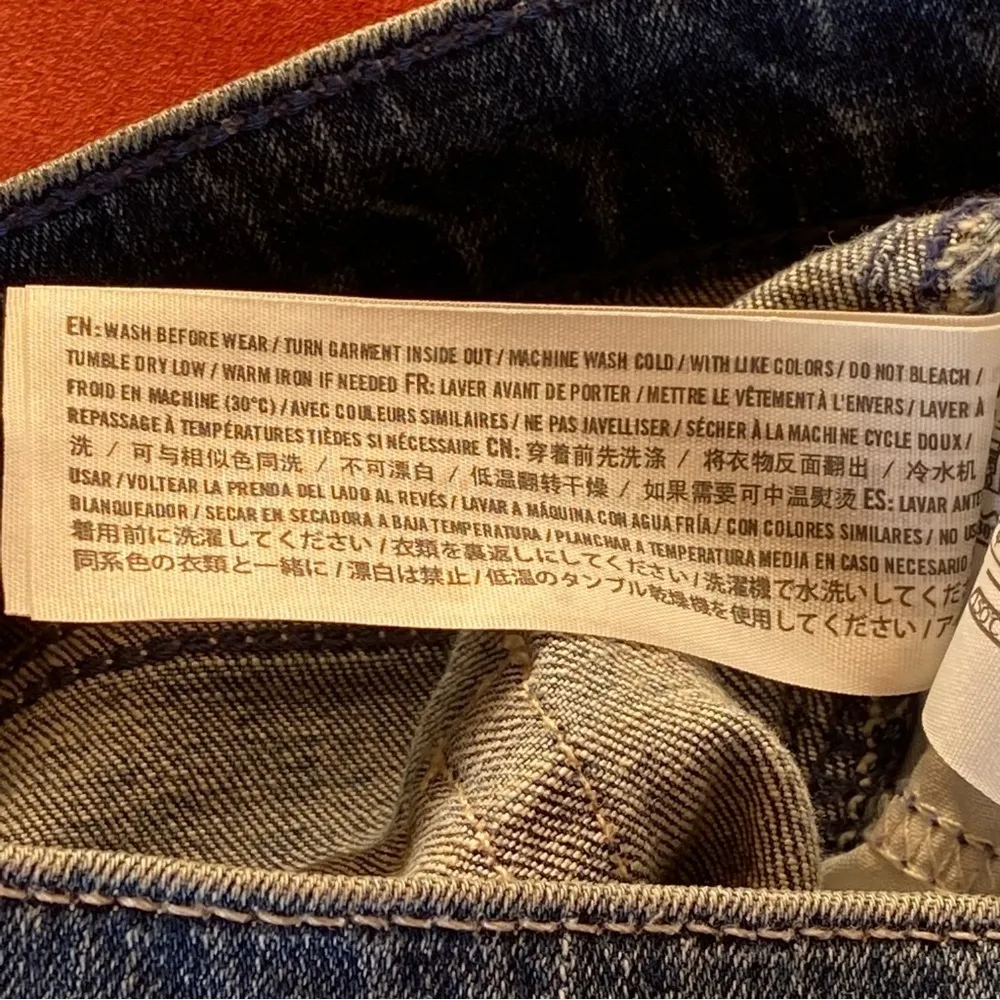 EN: WASH BEFORE WEAR / TURN GARMENT INSIDE OUT / MACHINE WASH COLD / WITH LIKE COLORS / DO NOT BLEACH /
TUMBLE DRY LOW / WARM IRON IF NEEDED FR: LAVER AVANT DE PORTER / METTRE LE VÊTEMENT À L'ENVERS / LAVER À
FROID EN MACHINE (30°C) / AVEC COULEURS SIMILAIRES / NE PAS JAVELLISER / SÉCHER À LA MACHINE CYCLE DOUX /
REPASSAGE À TEMPÉRATURES TIÈDES SI NÉCESSAIRE CN: 穿着前先洗涤 / 将衣物反面翻出 / 冷水机
洗 / 可与相似色同洗 / 不可漂白 / 低温翻转干燥 / 如果需要可中温熨烫 ES: LAVAR ANTE
USAR / VOLTEAR LA PRENDA DEL LADO AL REVÉS / LAVAR A MÁQUINA CON AGUA FRÍA / CON COLORES SIMILARES / NO
BLANQUEADOR / SECAR EN SECADORA A BAJA TEMPERATURA / PLANCHAR A TEMPERATURA MEDIA EN CASO NECESARIO
着用前に洗濯してください / 衣類を裏返しにしてください / 洗濯機で水洗いしてくだ
同系色の衣類と一緒に / 漂白は禁止 / 低温のタンブル乾燥機を使用してください / ア